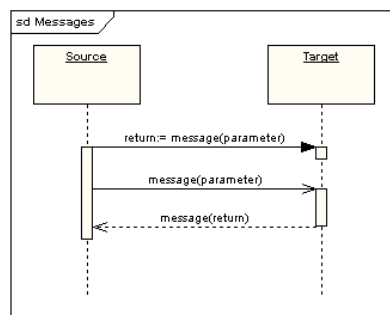 sd Messages
Source
Target
return:= message(parameter)
message(parameter)
message(return)